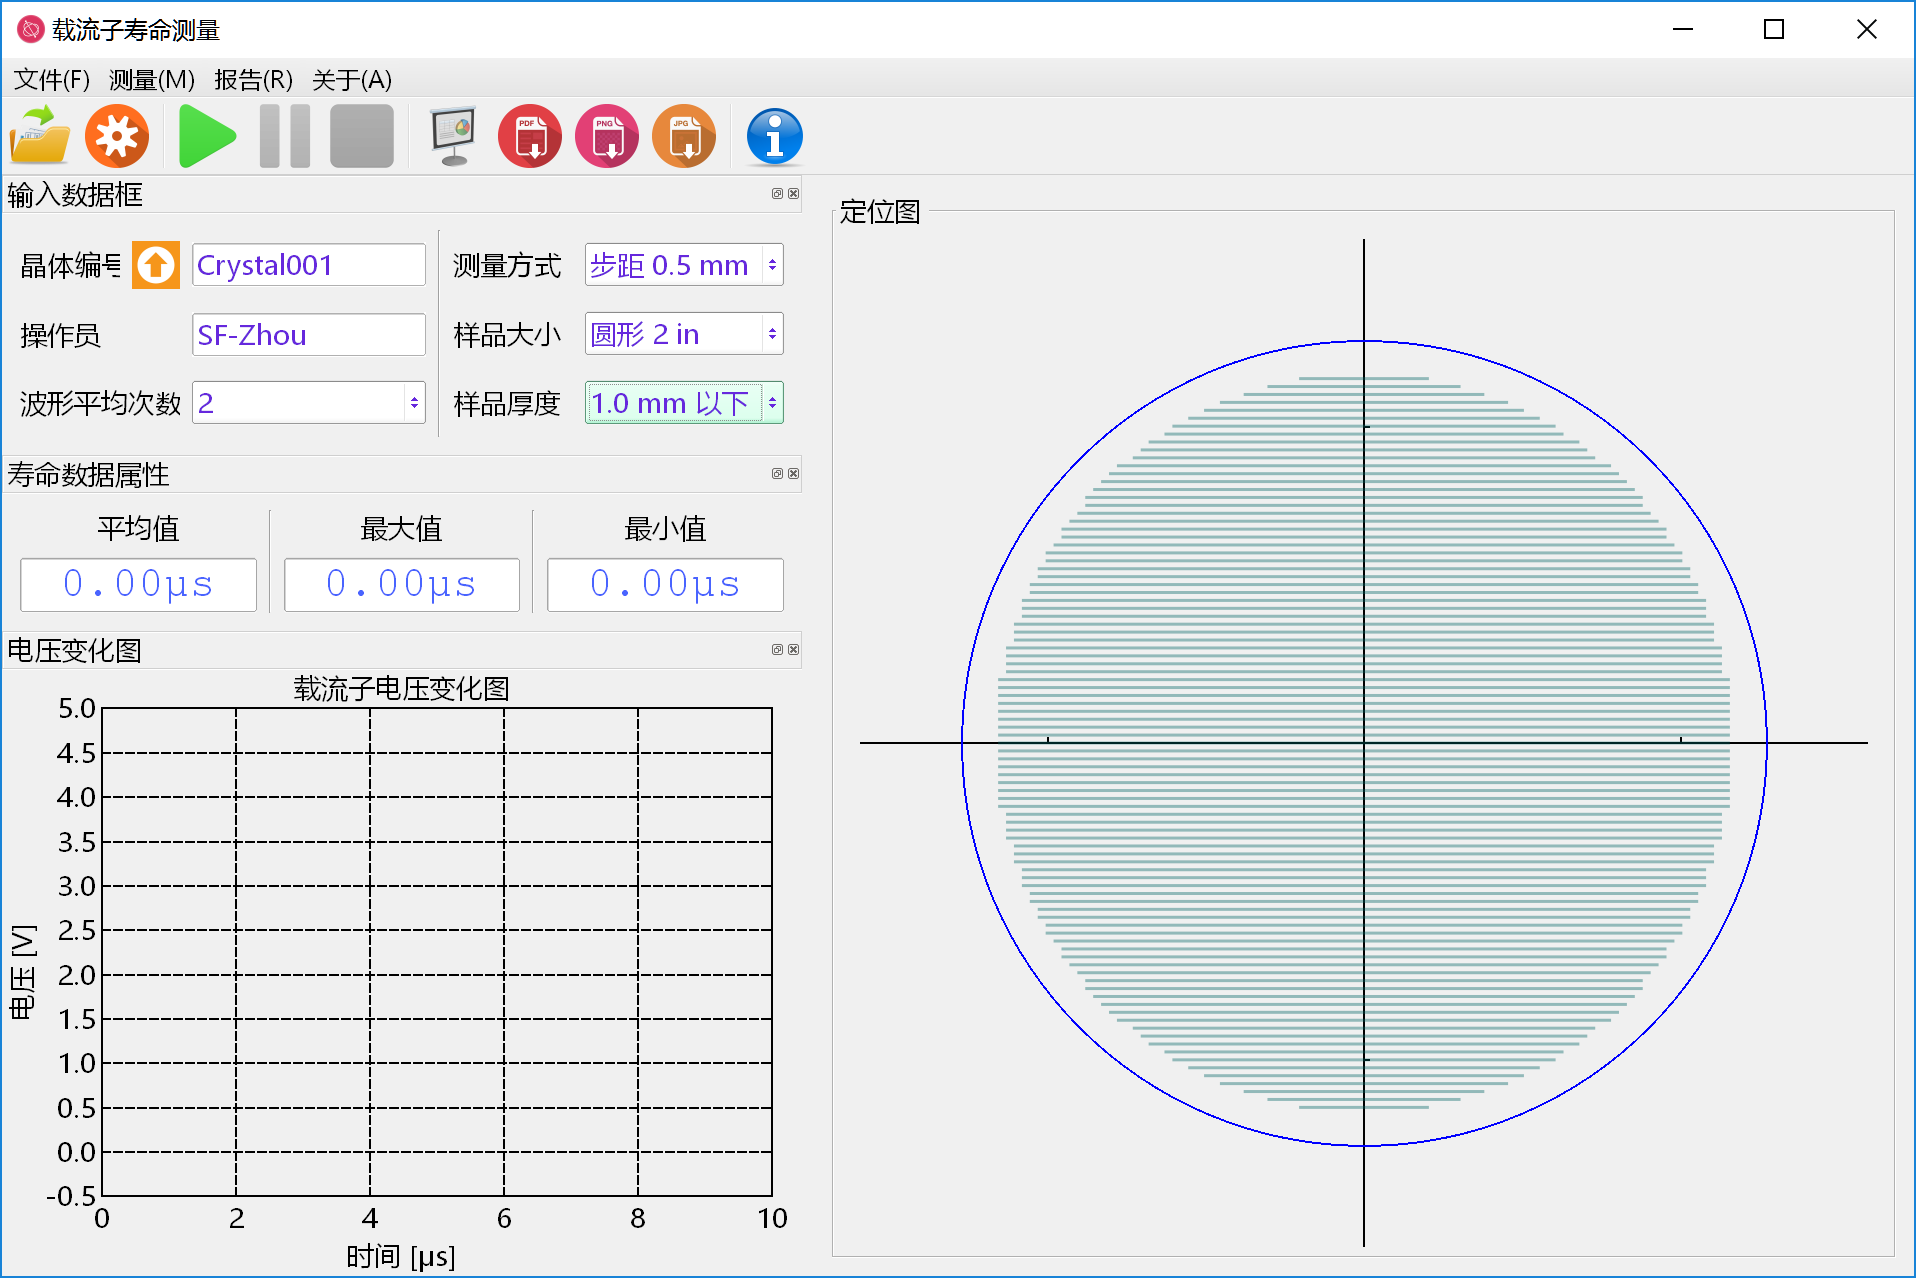 载流子寿命测量
文件(F) 测量(M) 报告(R) 关于(A)
PDF PNG JPG
输入数据框
晶体编号 Crystal001 测量方式 步距 0.5 mm
操作员 SF-Zhou 样品大小 圆形 2 in
波形平均次数 2 样品厚度 1.0 mm 以下
寿命数据属性
平均值 最大值 最小值
0.00μs 0.00μs 0.00μs
电压变化图
载流子电压变化图
5.0
4.5
4.0
3.5
3.0
2.5
2.0
1.5
1.0
0.5
0.0
-0.5
电压 [V]
0 2 4 6 8 10
时间 [μs]
定位图